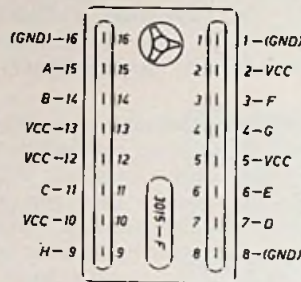 (GND)-16 16 1 1-(GND)
A-15 15 2 2-VCC
B-14 14 3 3-F
VCC-13 13 4 4-G
VCC-12 12 5 5-VCC
C-11 11 6 6-E
VCC-10 10 7 7-D
H-9 9 8 8-(GND)
3015-F